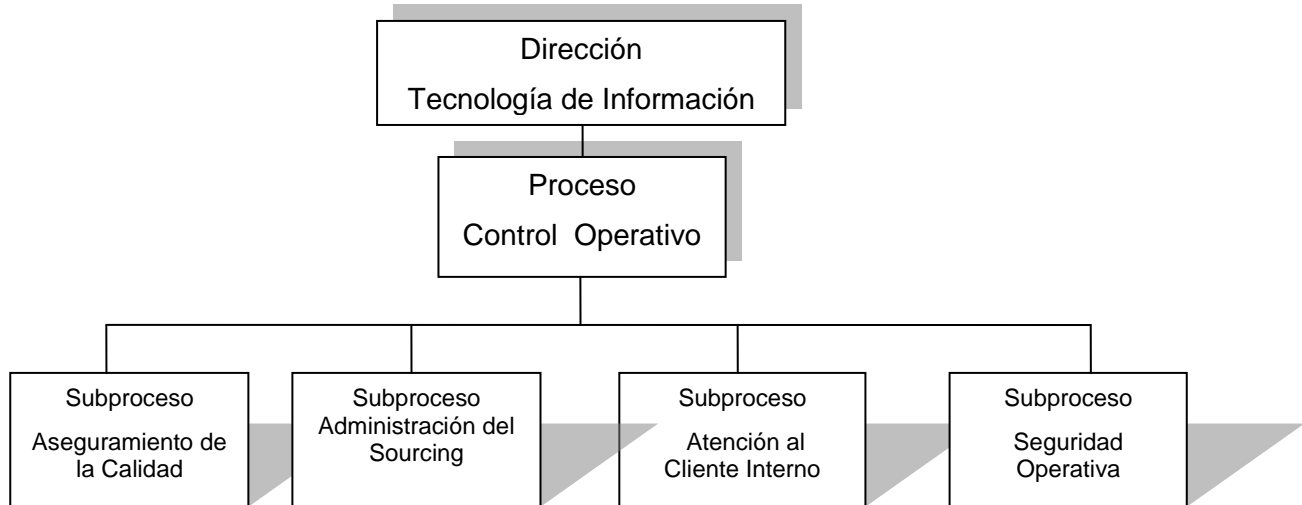 Dirección
Tecnología de Información
Proceso
Control Operativo
Subproceso
Aseguramiento de
la Calidad
Subproceso
Administración del
Sourcing
Subproceso
Atención al
Cliente Interno
Subproceso
Seguridad
Operativa